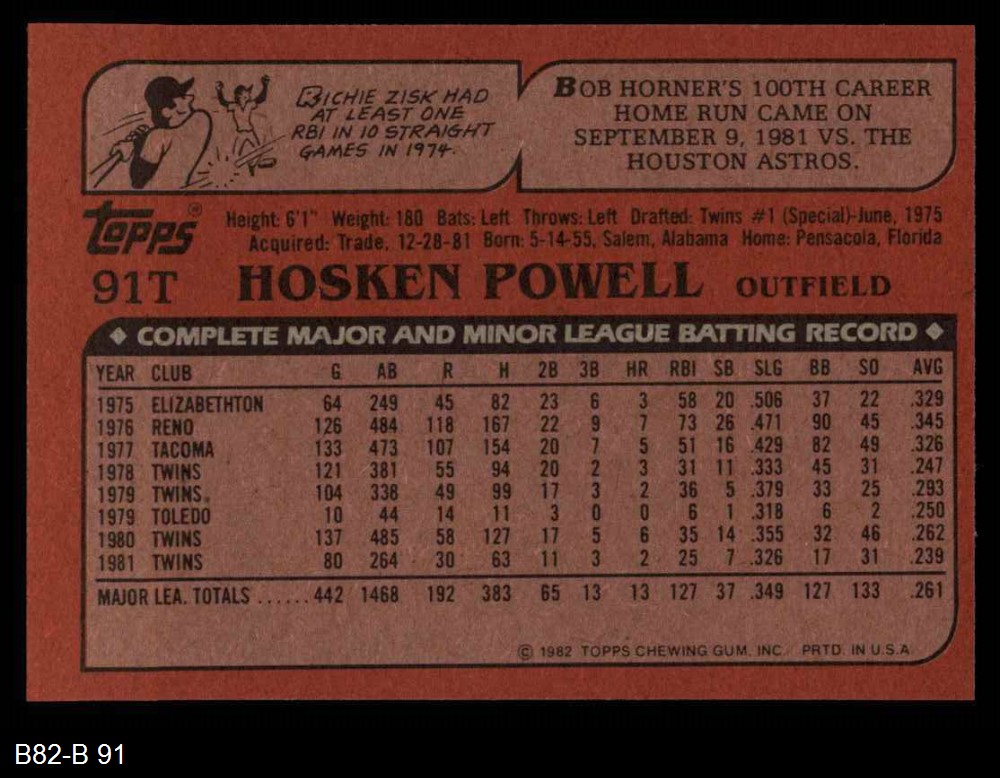 RICHIE ZISK HAD
AT LEAST ONE
RBI IN 10 STRAIGHT
GAMES IN 1974.
BOB HORNER'S 100TH CAREER
HOME RUN CAME ON
SEPTEMBER 9, 1981 VS. THE
HOUSTON ASTROS.
TOPPS®
Height: 6'1" Weight: 180 Bats: Left Throws: Left Drafted: Twins #1 (Special)-June, 1975
Acquired: Trade, 12-28-81 Born: 5-14-55, Salem, Alabama Home: Pensacola, Florida
91T HOSKEN POWELL OUTFIELD
◆ COMPLETE MAJOR AND MINOR LEAGUE BATTING RECORD ◆
YEAR CLUB G AB R H 2B 3B HR RBI SB SLG BB SO AVG
1975 ELIZABETHTON 64 249 45 82 23 6 3 58 20 .506 37 22 .329
1976 RENO 126 484 118 167 22 9 7 73 26 .471 90 45 .345
1977 TACOMA 133 473 107 154 20 7 5 51 16 .429 82 49 .326
1978 TWINS 121 381 55 94 20 2 3 31 11 .333 45 31 .247
1979 TWINS 104 338 49 99 17 3 2 36 5 .379 33 25 .293
1979 TOLEDO 10 44 14 11 3 0 0 6 1 .318 6 2 .250
1980 TWINS 137 485 58 127 17 5 6 35 14 .355 32 46 .262
1981 TWINS 80 264 30 63 11 3 2 25 7 .326 17 31 .239
MAJOR LEA. TOTALS ......442 1468 192 383 65 13 13 127 37 .349 127 133 .261
© 1982 TOPPS CHEWING GUM, INC. PRTD. IN U.S.A.
B82-B 91